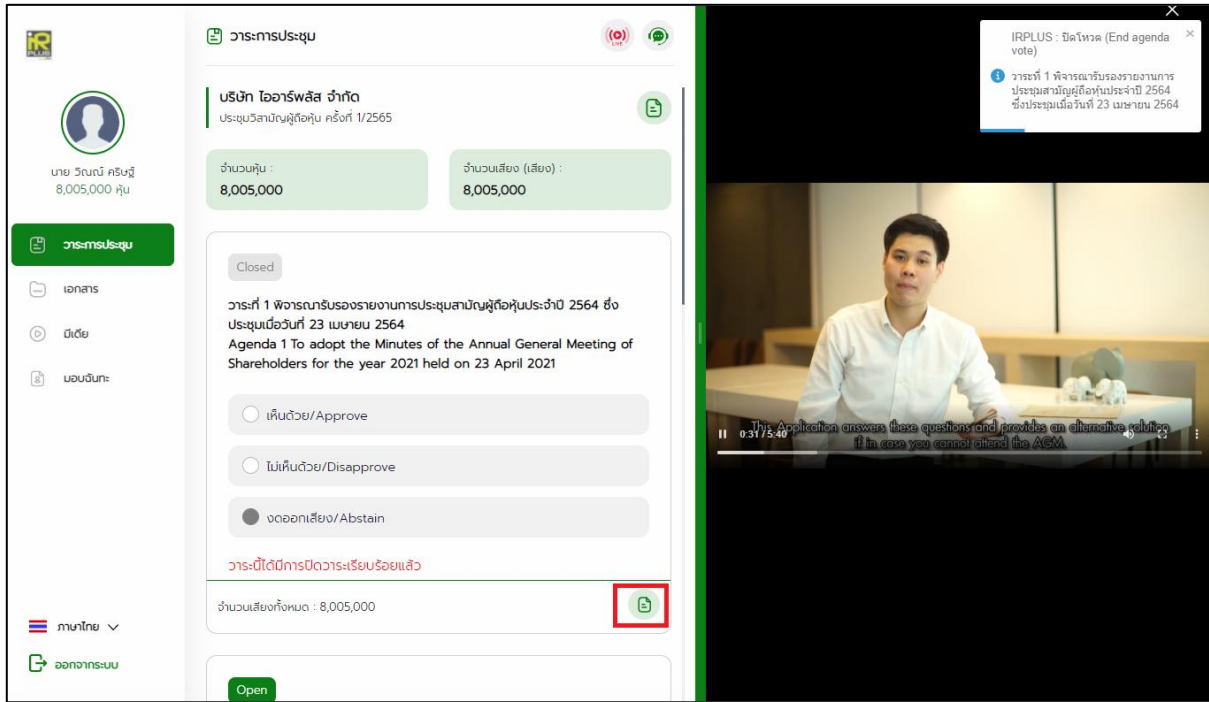 iR
PLUS
นาย วิณณ์ ศริษฐ์
8,005,000 หุ้น
วาระการประชุม
เอกสาร
มีเดีย
มอบฉันทะ
ภาษาไทย
ออกจากระบบ
วาระการประชุม
LIVE
บริษัท ไออาร์พลัส จำกัด
ประชุมวิสามัญผู้ถือหุ้น ครั้งที่ 1/2565
จำนวนหุ้น :
8,005,000
จำนวนเสียง (เสียง) :
8,005,000
Closed
วาระที่ 1 พิจารณารับรองรายงานการประชุมสามัญผู้ถือหุ้นประจำปี 2564 ซึ่ง
ประชุมเมื่อวันที่ 23 เมษายน 2564
Agenda 1 To adopt the Minutes of the Annual General Meeting of
Shareholders for the year 2021 held on 23 April 2021
เห็นด้วย/Approve
ไม่เห็นด้วย/Disapprove
งดออกเสียง/Abstain
วาระนี้ได้มีการปิดวาระเรียบร้อยแล้ว
จำนวนเสียงทั้งหมด : 8,005,000
Open
IRPLUS : ปิดโหวต (End agenda
vote)
วาระที่ 1 พิจารณารับรองรายงานการ
ประชุมสามัญผู้ถือหุ้นประจำปี 2564
ซึ่งประชุมเมื่อวันที่ 23 เมษายน 2564
This Application answers these questions and provides an alternative solution
0:31 / 5:40
if in case you cannot attend the AGM.